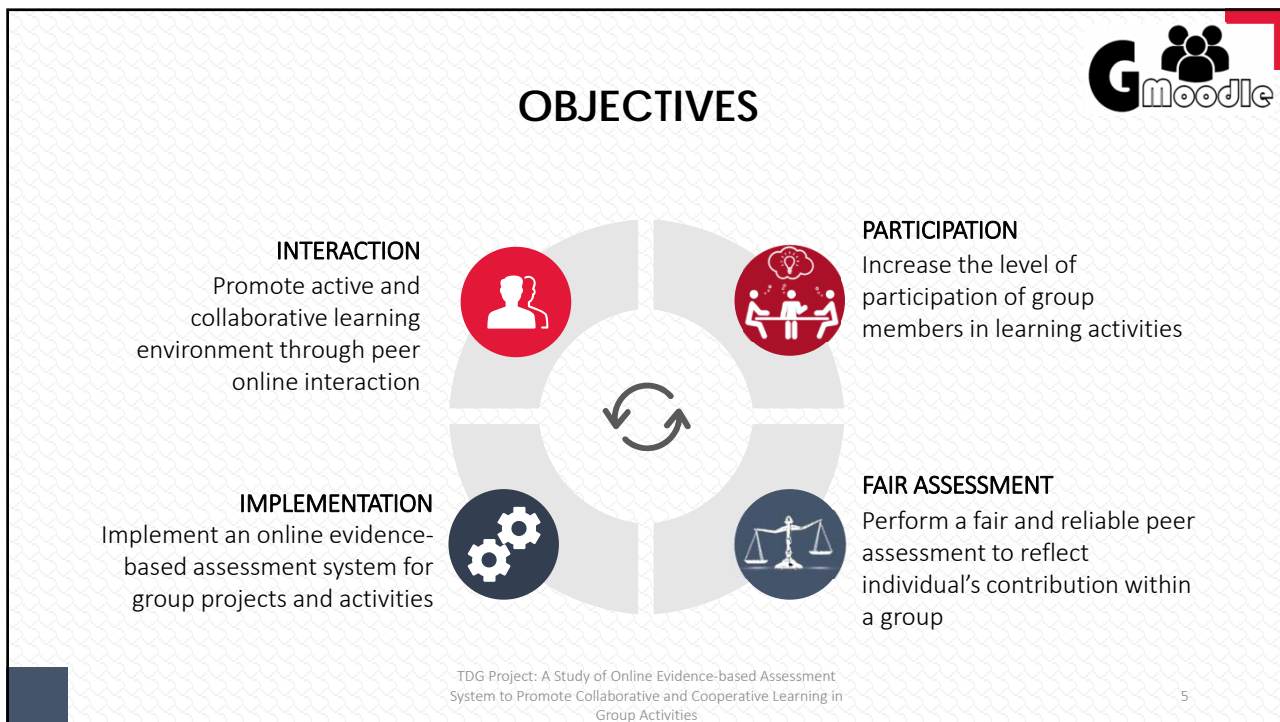 G moodle
OBJECTIVES
INTERACTION
Promote active and
collaborative learning
environment through peer
online interaction
PARTICIPATION
Increase the level of
participation of group
members in learning activities
IMPLEMENTATION
Implement an online evidence-
based assessment system for
group projects and activities
FAIR ASSESSMENT
Perform a fair and reliable peer
assessment to reflect
individual’s contribution within
a group
TDG Project: A Study of Online Evidence-based Assessment
System to Promote Collaborative and Cooperative Learning in
Group Activities
5